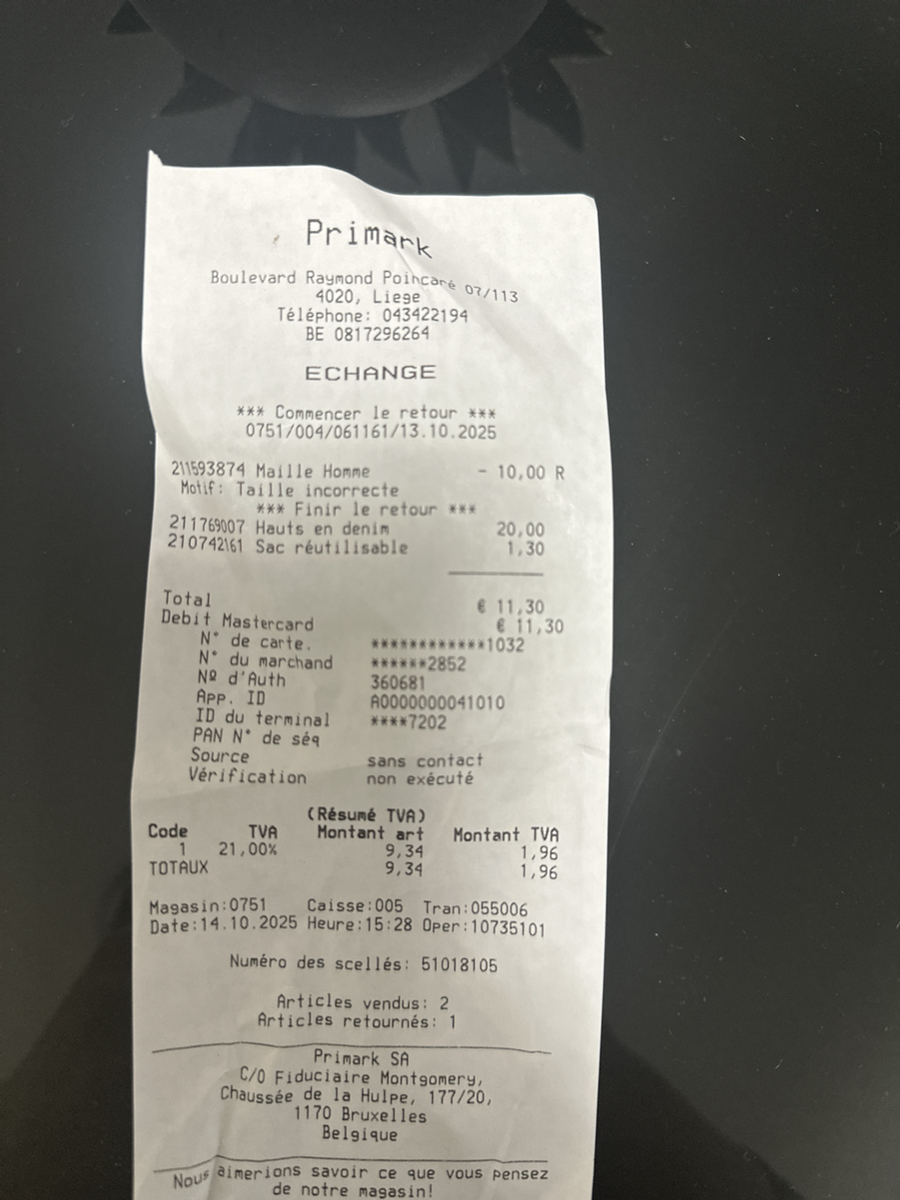 Primark
Boulevard Raymond Poincaré 07/113
4020, Liege
Téléphone: 043422194
BE 0817296264
ECHANGE
*** Commencer le retour ***
0751/004/061161/13.10.2025
211593874 Maille Homme - 10,00 R
Motif: Taille incorrecte
*** Finir le retour ***
211769007 Hauts en denim 20,00
210742161 Sac réutilisable 1,30
Total € 11,30
Debit Mastercard € 11,30
N° de carte. ************1032
N° du marchand ******2852
Nº d'Auth 360681
App. ID A0000000041010
ID du terminal ****7202
PAN N° de séq
Source sans contact
Vérification non exécuté
(Résumé TVA)
Code TVA Montant art Montant TVA
1 21,00% 9,34 1,96
TOTAUX 9,34 1,96
Magasin:0751 Caisse:005 Tran:055006
Date:14.10.2025 Heure:15:28 Oper:10735101
Numéro des scellés: 51018105
Articles vendus: 2
Articles retournés: 1
Primark SA
C/O Fiduciaire Montgomery,
Chaussée de la Hulpe, 177/20,
1170 Bruxelles
Belgique
Nous aimerions savoir ce que vous pensez
de notre magasin!